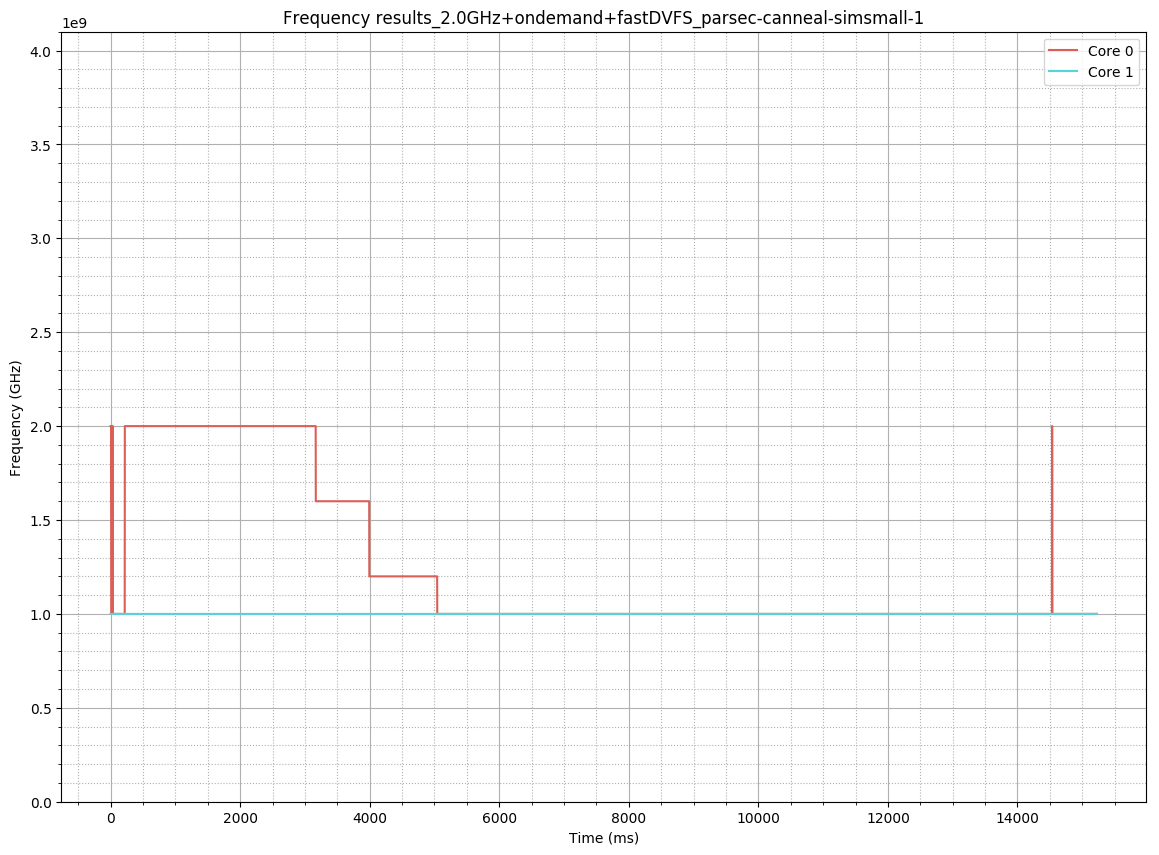 Frequency results_2.0GHz+ondemand+fastDVFS_parsec-canneal-simsmall-1
1e9
4.0
3.5
3.0
2.5
2.0
1.5
1.0
0.5
0.0
Frequency (GHz)
Core 0
Core 1
0 2000 4000 6000 8000 10000 12000 14000
Time (ms)